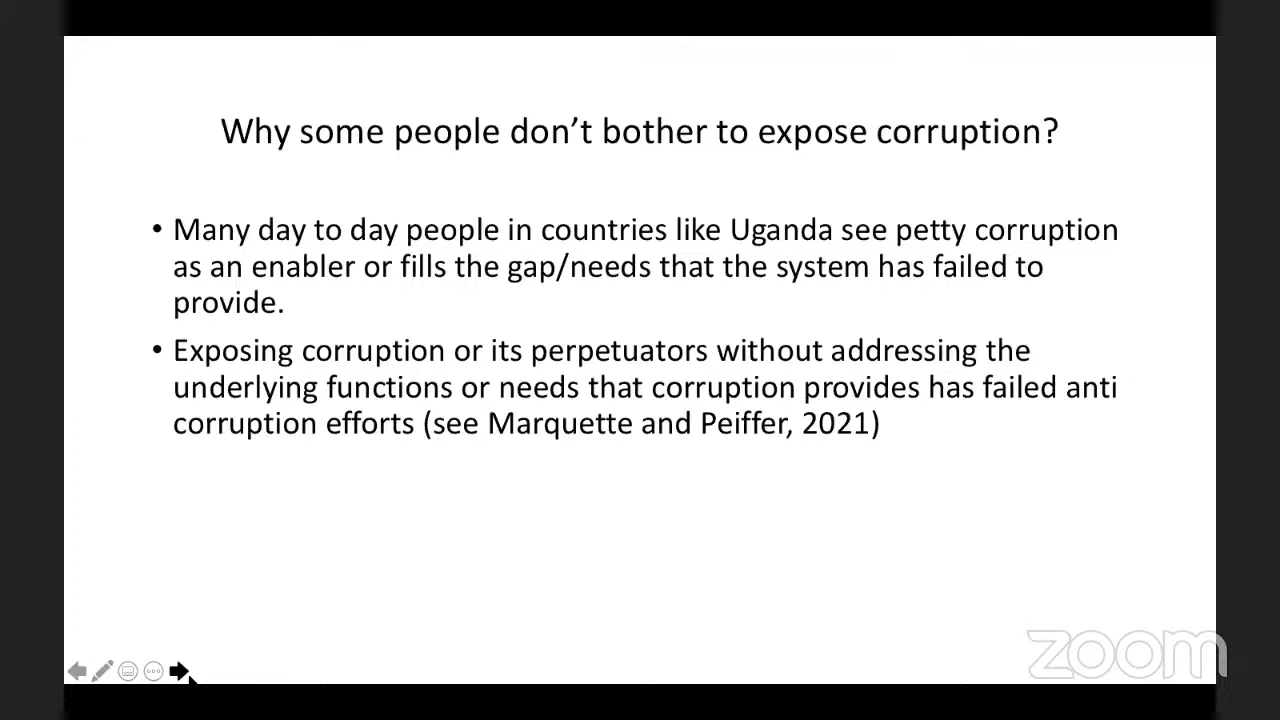 Why some people don’t bother to expose corruption?
• Many day to day people in countries like Uganda see petty corruption
as an enabler or fills the gap/needs that the system has failed to
provide.
• Exposing corruption or its perpetuators without addressing the
underlying functions or needs that corruption provides has failed anti
corruption efforts (see Marquette and Peiffer, 2021)
zoom